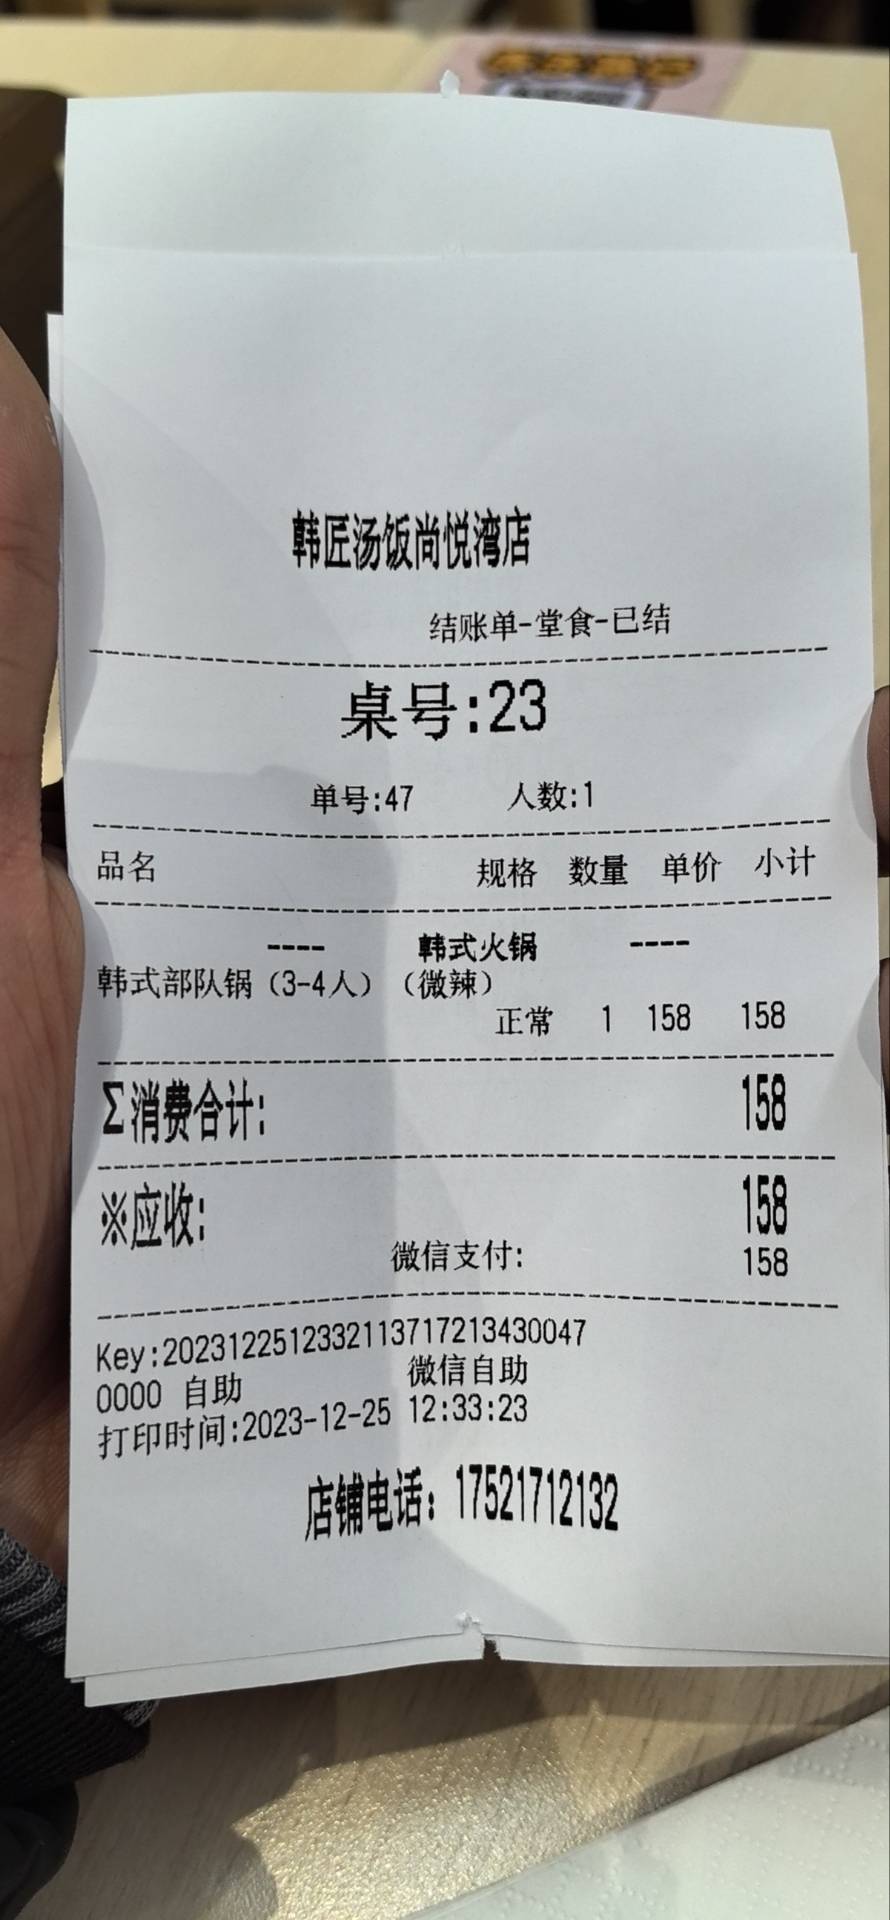 韩匠汤饭尚悦湾店
结账单-堂食-已结
桌号:23
单号:47 人数:1
品名 规格 数量 单价 小计
---- 韩式火锅 ----
韩式部队锅（3-4人）（微辣）
正常 1 158 158
Σ消费合计: 158
※应收: 158
微信支付: 158
Key:2023122512332113717213430047
0000 自助 微信自助
打印时间:2023-12-25 12:33:23
店铺电话：17521712132